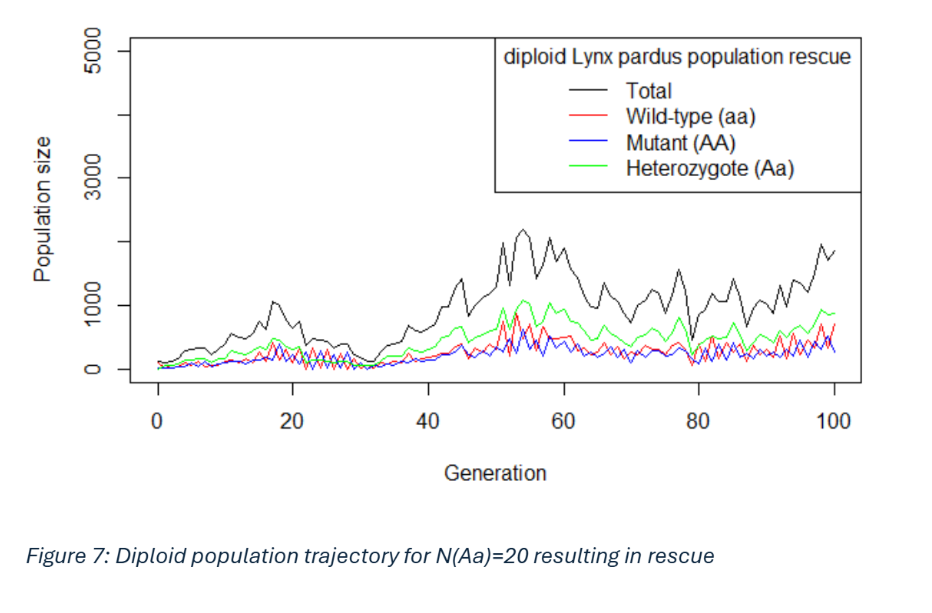 diploid Lynx pardus population rescue
Total
Wild-type (aa)
Mutant (AA)
Heterozygote (Aa)
Population size
5000
3000
1000
0
0 20 40 60 80 100
Generation
Figure 7: Diploid population trajectory for N(Aa)=20 resulting in rescue